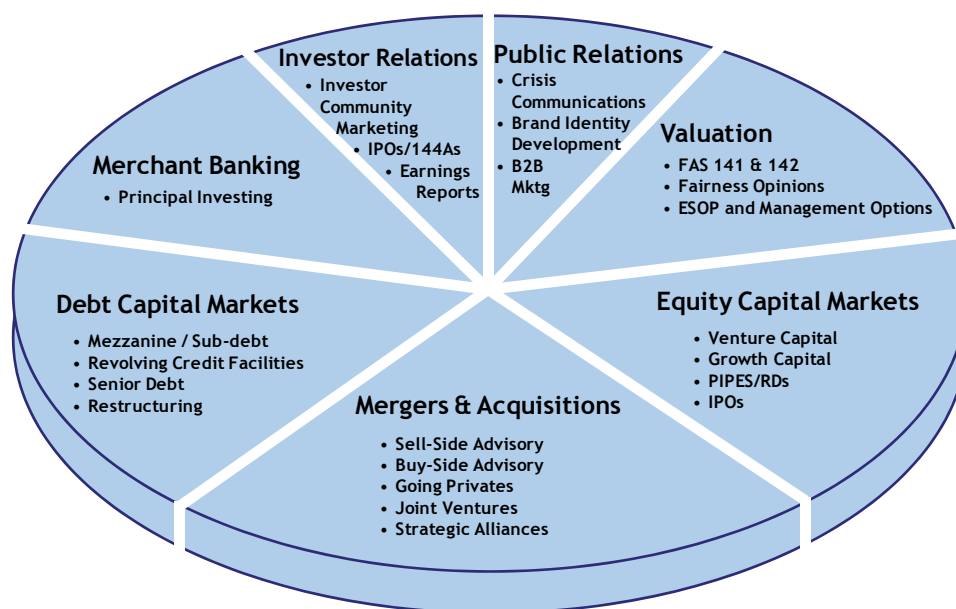 Investor Relations
• Investor
Community
Marketing
• IPOs/144As
• Earnings
Reports
Public Relations
• Crisis
Communications
• Brand Identity
Development
• B2B
Mktg
Valuation
• FAS 141 & 142
• Fairness Opinions
• ESOP and Management Options
Merchant Banking
• Principal Investing
Debt Capital Markets
• Mezzanine / Sub-debt
• Revolving Credit Facilities
• Senior Debt
• Restructuring
Equity Capital Markets
• Venture Capital
• Growth Capital
• PIPES/RDs
• IPOs
Mergers & Acquisitions
• Sell-Side Advisory
• Buy-Side Advisory
• Going Privates
• Joint Ventures
• Strategic Alliances